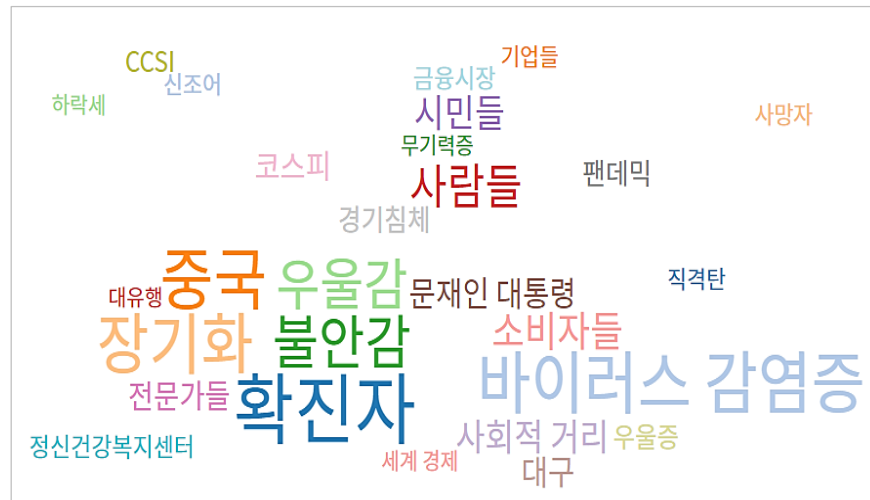 기업들
CCSI
금융시장
신조어
하락세
시민들
사망자
무기력증
코스피
팬데믹
사람들
경기침체
중국
우울감
직격탄
대유행
문재인 대통령
장기화
불안감
소비자들
바이러스 감염증
전문가들
확진자
사회적 거리
우울증
정신건강복지센터
세계 경제
대구